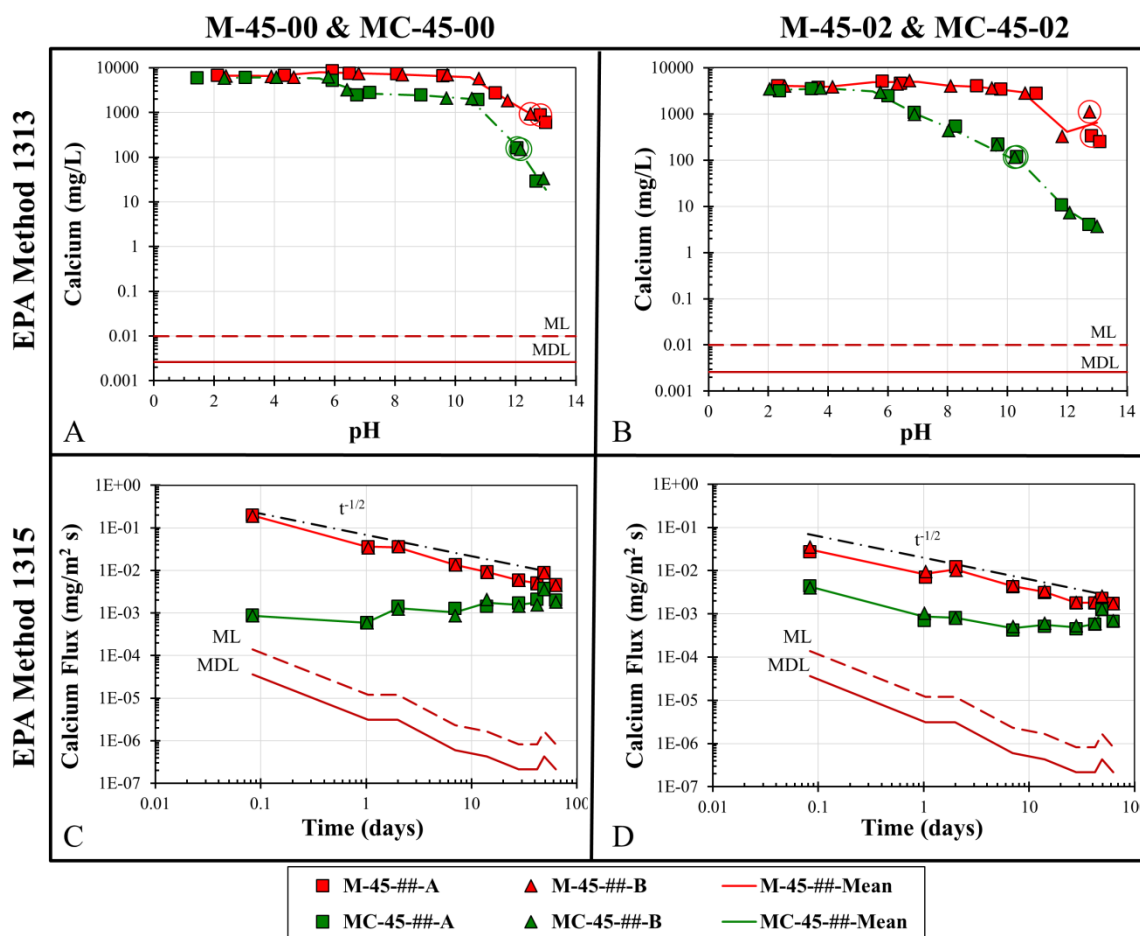 M-45-00 & MC-45-00
M-45-02 & MC-45-02
EPA Method 1313
Calcium (mg/L)
10000
1000
100
10
1
0.1
0.01
0.001
ML
MDL
0 2 4 6 8 10 12 14
A
pH
Calcium (mg/L)
10000
1000
100
10
1
0.1
0.01
0.001
ML
MDL
0 2 4 6 8 10 12 14
B
pH
EPA Method 1315
Calcium Flux (mg/m² s)
1E+00
1E-01
1E-02
1E-03
1E-04
1E-05
1E-06
1E-07
t⁻¹/²
ML
MDL
0.01 0.1 1 10 100
C
Time (days)
Calcium Flux (mg/m² s)
1E+00
1E-01
1E-02
1E-03
1E-04
1E-05
1E-06
1E-07
t⁻¹/²
ML
MDL
0.01 0.1 1 10 100
D
Time (days)
M-45-##-A M-45-##-B M-45-##-Mean
MC-45-##-A MC-45-##-B MC-45-##-Mean